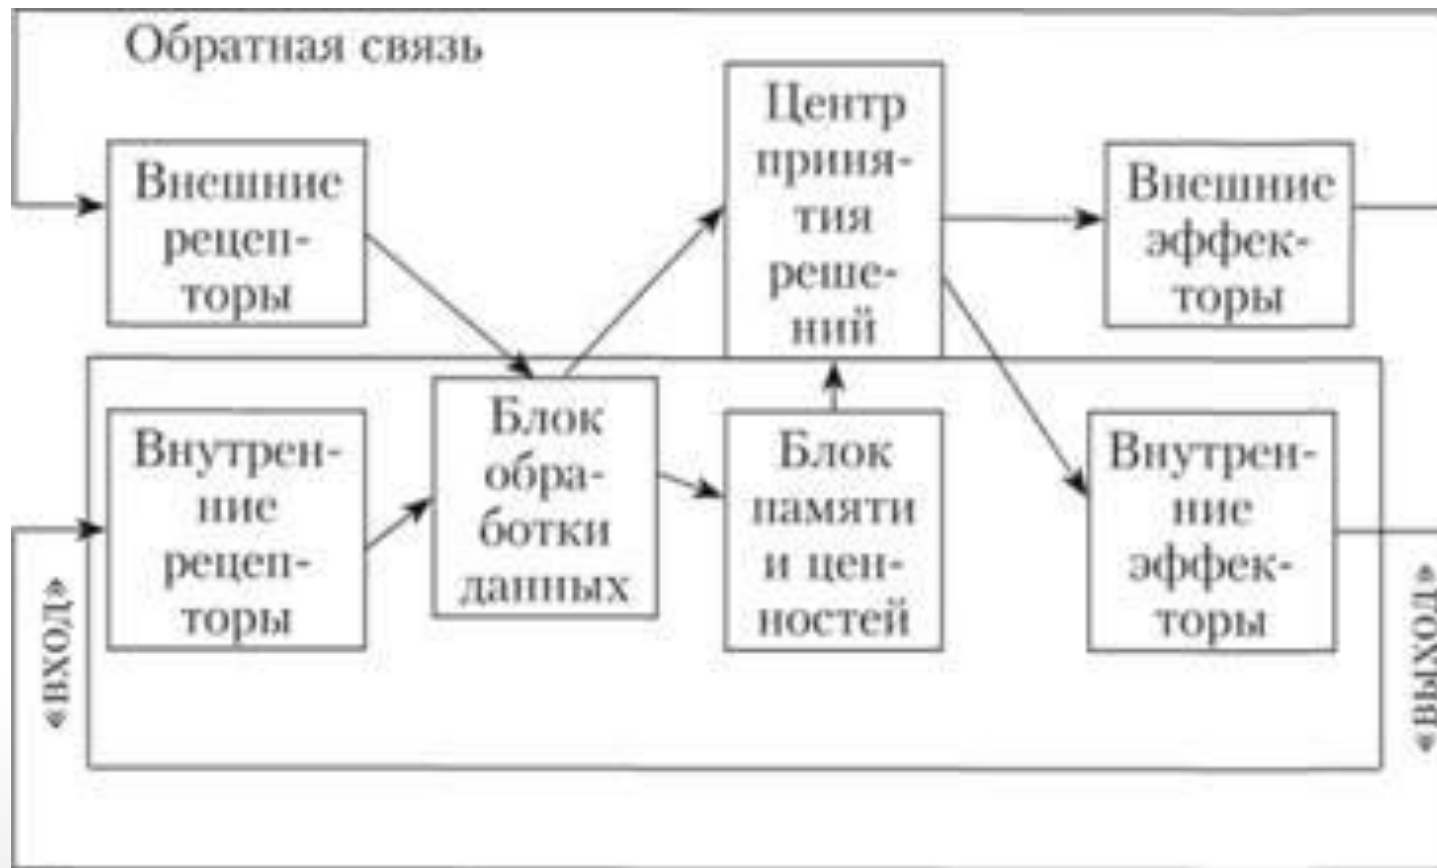 Обратная связь
Внешние
рецеп-
торы
Центр
приня-
тия
реше-
ний
Внешние
эффек-
торы
Внутрен-
ние
рецеп-
торы
Блок
обра-
ботки
данных
Блок
памяти
и цен-
ностей
Внутрен-
ние
эффек-
торы
«ВХОД»
«ВЫХОД»